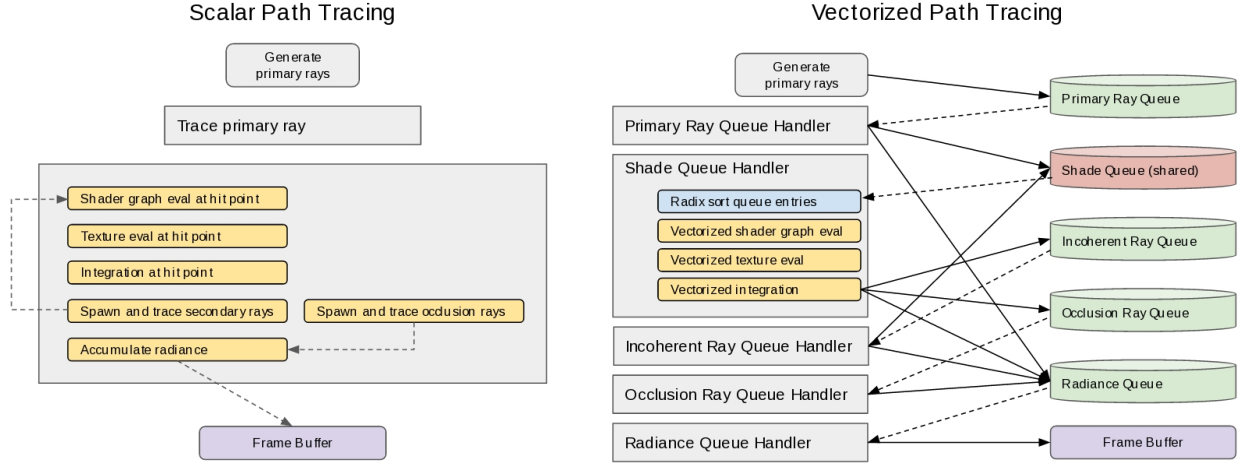 Scalar Path Tracing
Generate
primary rays
Trace primary ray
Shader graph eval at hit point
Texture eval at hit point
Integration at hit point
Spawn and trace secondary rays
Spawn and trace occlusion rays
Accumulate radiance
Frame Buffer
Vectorized Path Tracing
Generate
primary rays
Primary Ray Queue
Primary Ray Queue Handler
Shade Queue Handler
Shade Queue (shared)
Radix sort queue entries
Vectorized shader graph eval
Vectorized texture eval
Vectorized integration
Incoherent Ray Queue
Occlusion Ray Queue
Incoherent Ray Queue Handler
Occlusion Ray Queue Handler
Radiance Queue
Radiance Queue Handler
Frame Buffer